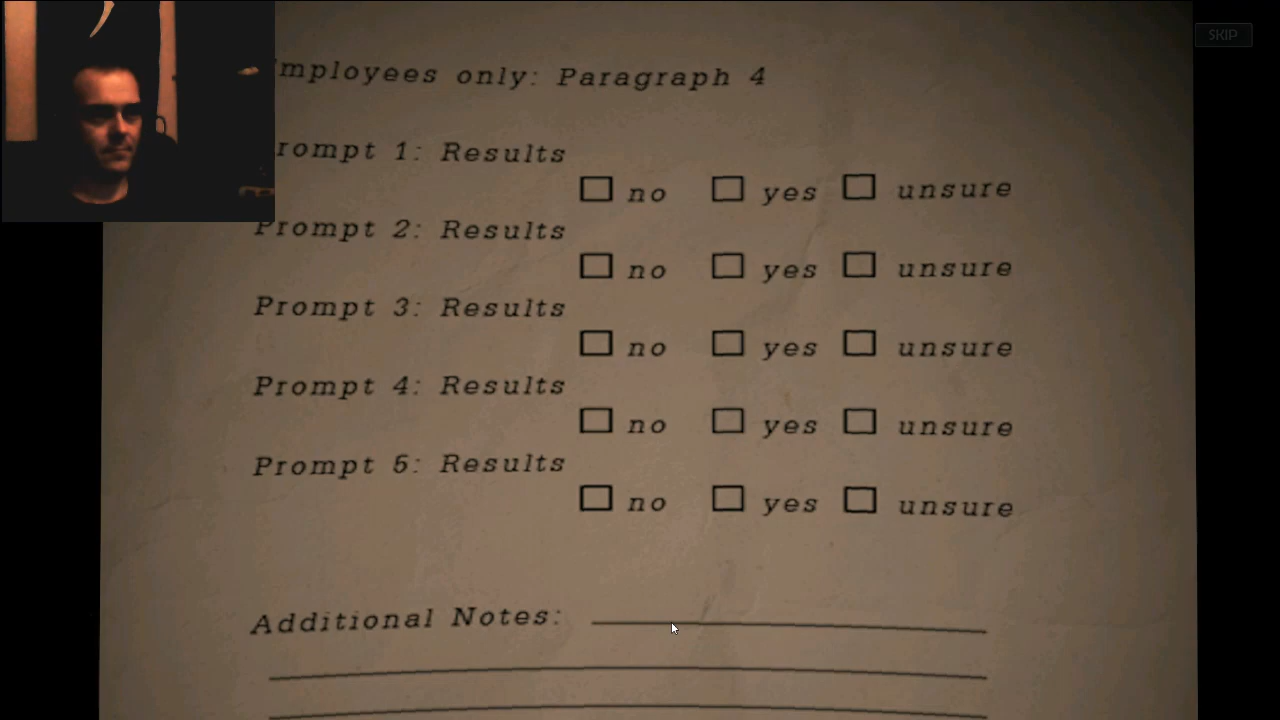 SKIP
mployees only: Paragraph 4
rompt 1: Results
no yes unsure
Prompt 2: Results
no yes unsure
Prompt 3: Results
no yes unsure
Prompt 4: Results
no yes unsure
Prompt 5: Results
no yes unsure
Additional Notes: